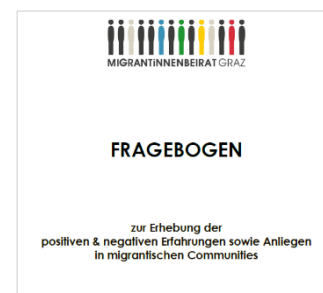 MIGRANTiNNENBEIRAT GRAZ
FRAGEBOGEN
zur Erhebung der
positiven & negativen Erfahrungen sowie Anliegen
in migrantischen Communities